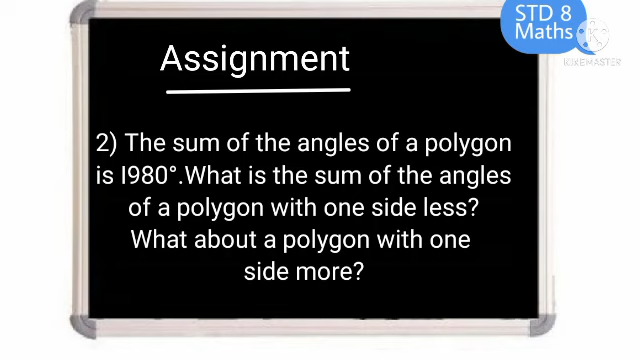 STD 8
Maths
KINEMASTER
Assignment
2) The sum of the angles of a polygon
is I980°.What is the sum of the angles
of a polygon with one side less?
What about a polygon with one
side more?